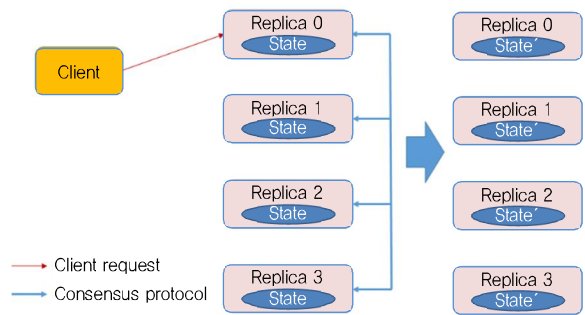 Client
Replica 0
State
Replica 1
State
Replica 2
State
Replica 3
State
Replica 0
State´
Replica 1
State´
Replica 2
State´
Replica 3
State´
Client request
Consensus protocol